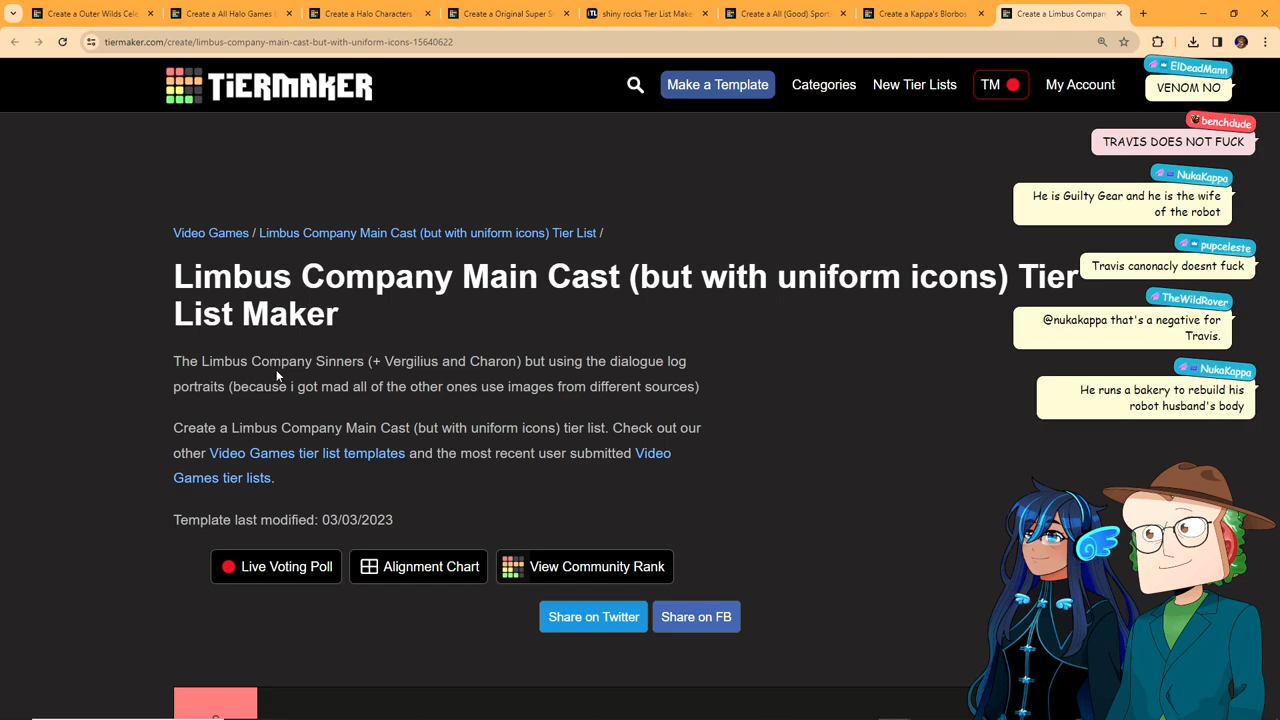 Create a Outer Wilds Cele
Create a All Halo Games
Create a Halo Characters
Create a Original Super S
shiny rocks Tier List Make
Create a All (Good) Sport
Create a Kappa's Blorbos
Create a Limbus Compan
tiermaker.com/create/limbus-company-main-cast-but-with-uniform-icons-15640622
TiERMAKER
Make a Template
Categories
New Tier Lists
TM
My Account
ElDeadMann
VENOM NO
benchdude
TRAVIS DOES NOT FUCK
NukaKappa
He is Guilty Gear and he is the wife
of the robot
pupceleste
Travis canonacly doesnt fuck
TheWildRover
@nukakappa that's a negative for
Travis.
NukaKappa
He runs a bakery to rebuild his
robot husband's body
Video Games / Limbus Company Main Cast (but with uniform icons) Tier List /
Limbus Company Main Cast (but with uniform icons) Tier
List Maker
The Limbus Company Sinners (+ Vergilius and Charon) but using the dialogue log
portraits (because i got mad all of the other ones use images from different sources)
Create a Limbus Company Main Cast (but with uniform icons) tier list. Check out our
other Video Games tier list templates and the most recent user submitted Video
Games tier lists.
Template last modified: 03/03/2023
Live Voting Poll
Alignment Chart
View Community Rank
Share on Twitter
Share on FB